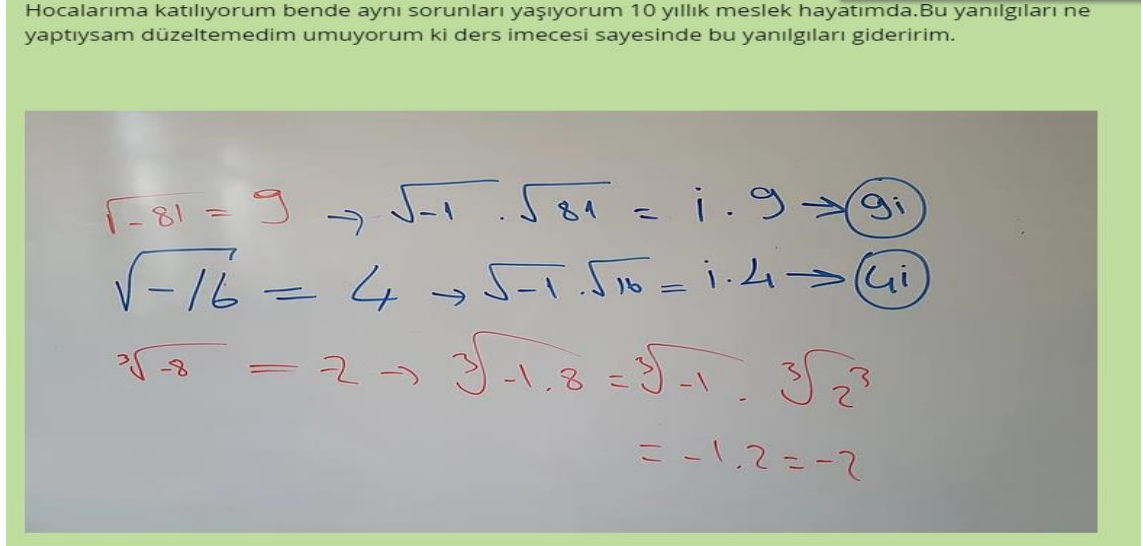 Hocalarıma katılıyorum bende aynı sorunları yaşıyorum 10 yıllık meslek hayatımda.Bu yanılgıları ne
yaptıysam düzeltemedim umuyorum ki ders imecesi sayesinde bu yanılgıları gideririm.
√-81 = 9 → √-1 . √81 = i . 9 → 9i
√-16 = 4 → √-1 . √16 = i . 4 → 4i
∛-8 = -2 → ∛-1.8 = ∛-1 . ∛2³
= -1.2 = -2